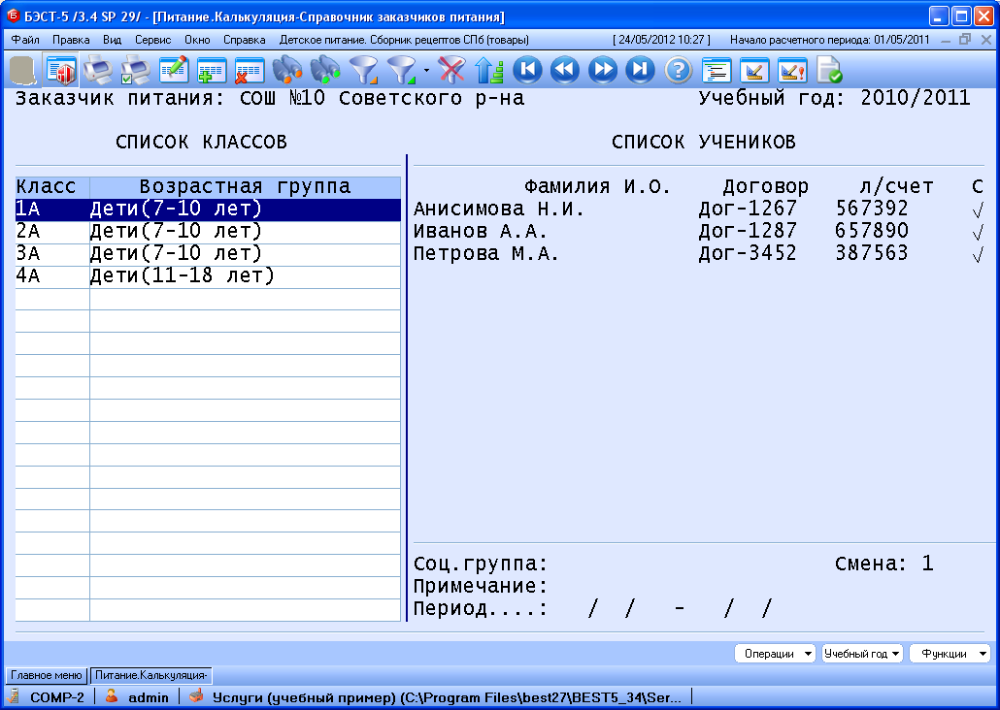 БЭСТ-5 /3.4 SP 29/ - [Питание.Калькуляция-Справочник заказчиков питания]
Файл Правка Вид Сервис Окно Справка Детское питание. Сборник рецептов СПб (товары) [ 24/05/2012 10:27 ] Начало расчетного периода: 01/05/2011
Заказчик питания: СОШ №10 Советского р-на Учебный год: 2010/2011
СПИСОК КЛАССОВ СПИСОК УЧЕНИКОВ
Класс Возрастная группа Фамилия И.О. Договор л/счет С
1А Дети(7-10 лет) Анисимова Н.И. Дог-1267 567392 √
2А Дети(7-10 лет) Иванов А.А. Дог-1287 657890 √
3А Дети(7-10 лет) Петрова М.А. Дог-3452 387563 √
4А Дети(11-18 лет)
Соц.группа: Смена: 1
Примечание:
Период....: / / - / /
Операции Учебный год Функции
Главное меню Питание.Калькуляция-
COMP-2 admin Услуги (учебный пример) (C:\Program Files\best27\BEST5_34\Ser...